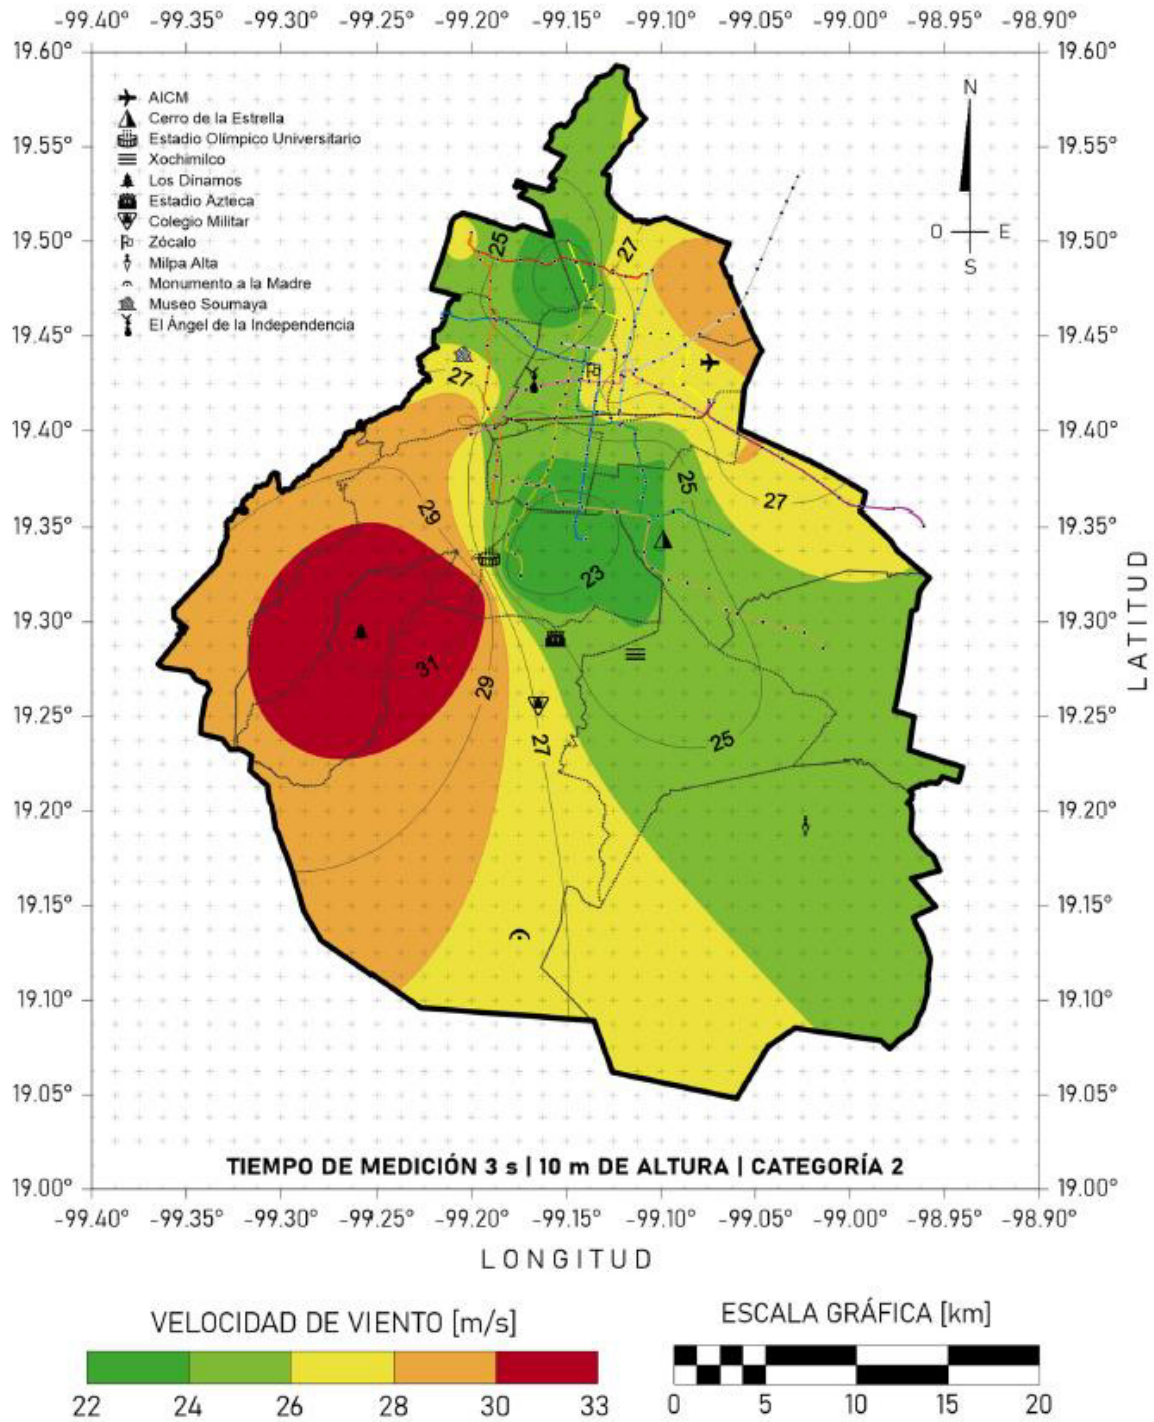 -99.40° -99.35° -99.30° -99.25° -99.20° -99.15° -99.10° -99.05° -99.00° -98.95° -98.90°
19.60° 19.60°
N
AICM
Cerro de la Estrella
Estadio Olímpico Universitario
19.55° 19.55°
Xochimilco
Los Dinamos
Estadio Azteca
Colegio Militar
O E
Zócalo
19.50° 25 27 19.50°
Milpa Alta
S
Monumento a la Madre
Museo Soumaya
El Ángel de la Independencia
19.45° 19.45°
27
19.40° 19.40°
25
27
29
19.35° 19.35°
23
LATITUD
19.30° 19.30°
31
29
19.25° 19.25°
27 25
19.20° 19.20°
19.15° 19.15°
19.10° 19.10°
19.05° 19.05°
TIEMPO DE MEDICIÓN 3 s | 10 m DE ALTURA | CATEGORÍA 2
19.00° 19.00°
-99.40° -99.35° -99.30° -99.25° -99.20° -99.15° -99.10° -99.05° -99.00° -98.95° -98.90°
LONGITUD
VELOCIDAD DE VIENTO [m/s]
22 24 26 28 30 33
ESCALA GRÁFICA [km]
0 5 10 15 20